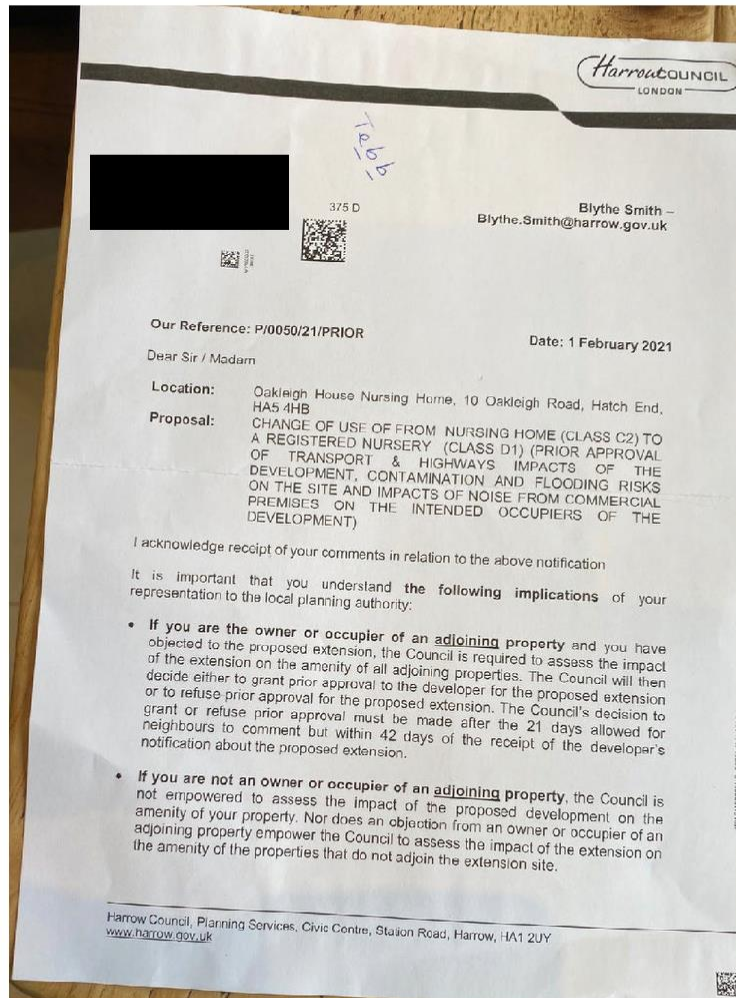 HarrowCOUNCIL
LONDON
Tebb
375 D
Blythe Smith –
Blythe.Smith@harrow.gov.uk
Our Reference: P/0050/21/PRIOR
Date: 1 February 2021
Dear Sir / Madam
Location:
Oakleigh House Nursing Home, 10 Oakleigh Road, Hatch End,
HA5 4HB
Proposal:
CHANGE OF USE OF FROM NURSING HOME (CLASS C2) TO
A REGISTERED NURSERY (CLASS D1) (PRIOR APPROVAL
OF TRANSPORT & HIGHWAYS IMPACTS OF THE
DEVELOPMENT, CONTAMINATION AND FLOODING RISKS
ON THE SITE AND IMPACTS OF NOISE FROM COMMERCIAL
PREMISES ON THE INTENDED OCCUPIERS OF THE
DEVELOPMENT)
I acknowledge receipt of your comments in relation to the above notification
It is important that you understand the following implications of your
representation to the local planning authority:
• If you are the owner or occupier of an adjoining property and you have
objected to the proposed extension, the Council is required to assess the impact
of the extension on the amenity of all adjoining properties. The Council will then
decide either to grant prior approval to the developer for the proposed extension
or to refuse prior approval for the proposed extension. The Council's decision to
grant or refuse prior approval must be made after the 21 days allowed for
neighbours to comment but within 42 days of the receipt of the developer's
notification about the proposed extension.
• If you are not an owner or occupier of an adjoining property, the Council is
not empowered to assess the impact of the proposed development on the
amenity of your property. Nor does an objection from an owner or occupier of an
adjoining property empower the Council to assess the impact of the extension on
the amenity of the properties that do not adjoin the extension site.
Harrow Council, Planning Services, Civic Centre, Station Road, Harrow, HA1 2UY
www.harrow.gov.uk